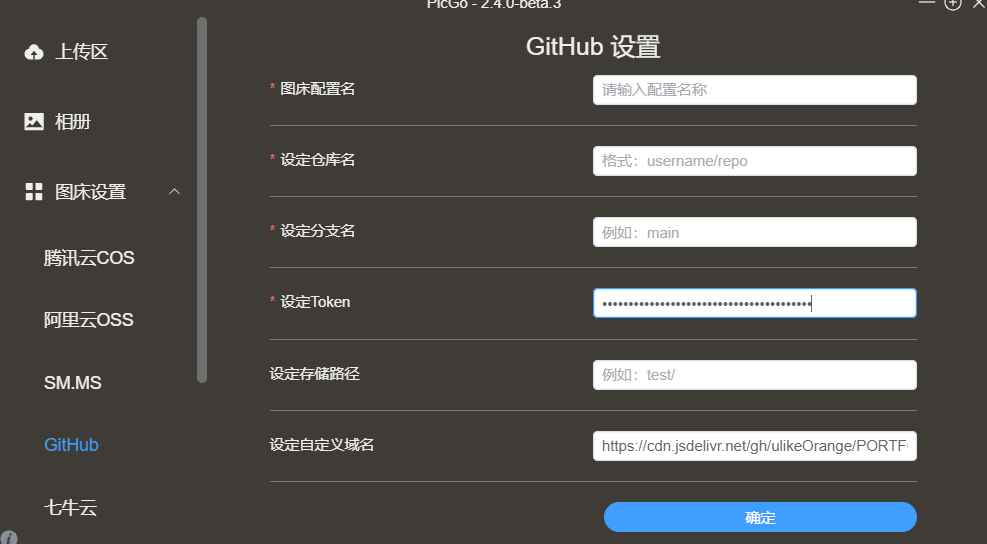 PicGo - 2.4.0-beta.3
上传区
相册
图床设置
腾讯云COS
阿里云OSS
SM.MS
GitHub
七牛云
GitHub 设置
* 图床配置名
请输入配置名称
* 设定仓库名
格式：username/repo
* 设定分支名
例如：main
* 设定Token
设定存储路径
例如：test/
设定自定义域名
https://cdn.jsdelivr.net/gh/ulikeOrange/PORTF
确定